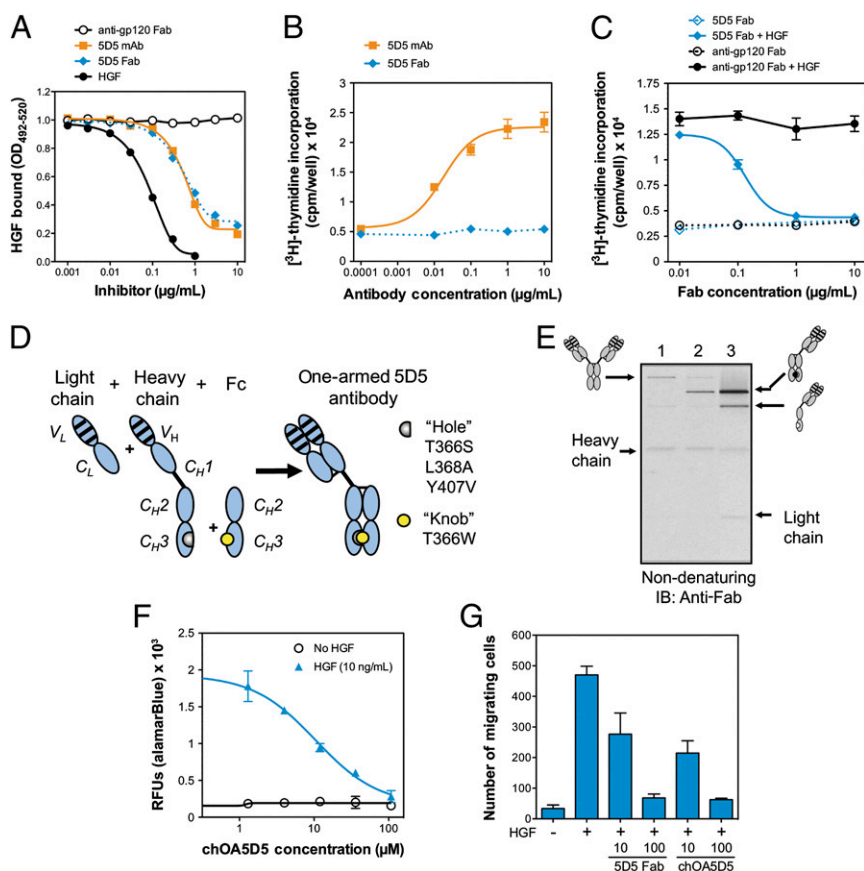 A
anti-gp120 Fab
5D5 mAb
5D5 Fab
HGF
HGF bound (OD492-520)
1.2
1.0
0.8
0.6
0.4
0.2
0.0
0.001
0.01
0.1
1
10
Inhibitor (µg/mL)
B
5D5 mAb
5D5 Fab
[3H]-thymidine incorporation
(cpm/well) x 10^4
3
2.5
2
1.5
1
0.5
0
0.0001
0.001
0.01
0.1
1
10
Antibody concentration (µg/mL)
C
5D5 Fab
5D5 Fab + HGF
anti-gp120 Fab
anti-gp120 Fab + HGF
[3H]-thymidine incorporation
(cpm/well) x 10^4
1.75
1.5
1.25
1
0.75
0.5
0.25
0
0.01
0.1
1
10
Fab concentration (µg/mL)
D
Light chain + Heavy chain + Fc
One-armed 5D5 antibody
VL
VH
CL
CH1
CH2
CH3
CH2
CH3
+
+
"Hole"
T366S
L368A
Y407V
"Knob"
T366W
E
1 2 3
Heavy chain
Light chain
Non-denaturing
IB: Anti-Fab
F
No HGF
HGF (10 ng/mL)
RFUs (alamarBlue) x 10^3
2.5
2
1.5
1
0.5
0
1
10
100
chOA5D5 concentration (µM)
G
Number of migrating cells
600
500
400
300
200
100
0
HGF - + + + + +
10 100 10 100
5D5 Fab chOA5D5